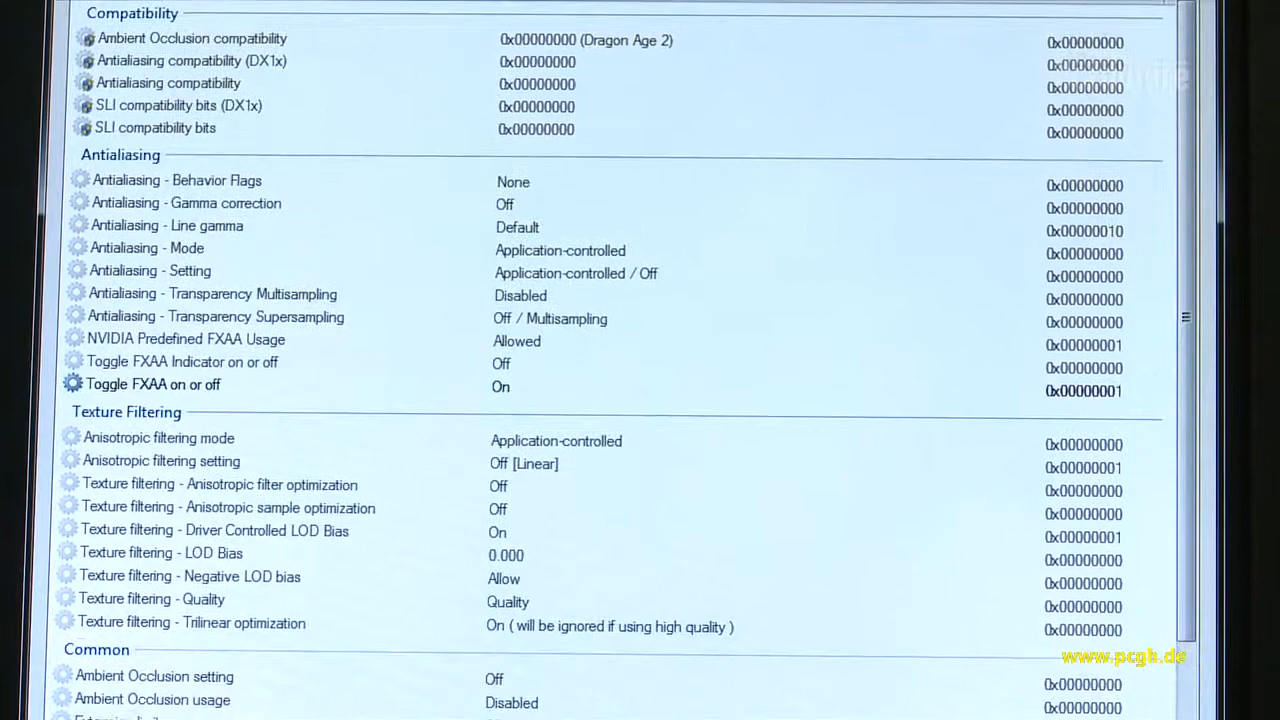 Compatibility
Ambient Occlusion compatibility 0x00000000 (Dragon Age 2) 0x00000000
Antialiasing compatibility (DX1x) 0x00000000 0x00000000
Antialiasing compatibility 0x00000000 0x00000000
SLI compatibility bits (DX1x) 0x00000000 0x00000000
SLI compatibility bits 0x00000000 0x00000000
Antialiasing
Antialiasing - Behavior Flags None 0x00000000
Antialiasing - Gamma correction Off 0x00000000
Antialiasing - Line gamma Default 0x00000010
Antialiasing - Mode Application-controlled 0x00000000
Antialiasing - Setting Application-controlled / Off 0x00000000
Antialiasing - Transparency Multisampling Disabled 0x00000000
Antialiasing - Transparency Supersampling Off / Multisampling 0x00000000
NVIDIA Predefined FXAA Usage Allowed 0x00000001
Toggle FXAA Indicator on or off Off 0x00000000
Toggle FXAA on or off On 0x00000001
Texture Filtering
Anisotropic filtering mode Application-controlled 0x00000000
Anisotropic filtering setting Off [Linear] 0x00000001
Texture filtering - Anisotropic filter optimization Off 0x00000000
Texture filtering - Anisotropic sample optimization Off 0x00000000
Texture filtering - Driver Controlled LOD Bias On 0x00000001
Texture filtering - LOD Bias 0.000 0x00000000
Texture filtering - Negative LOD bias Allow 0x00000000
Texture filtering - Quality Quality 0x00000000
Texture filtering - Trilinear optimization On ( will be ignored if using high quality ) 0x00000000
Common
www.pcgh.de
Ambient Occlusion setting Off 0x00000000
Ambient Occlusion usage Disabled 0x00000000